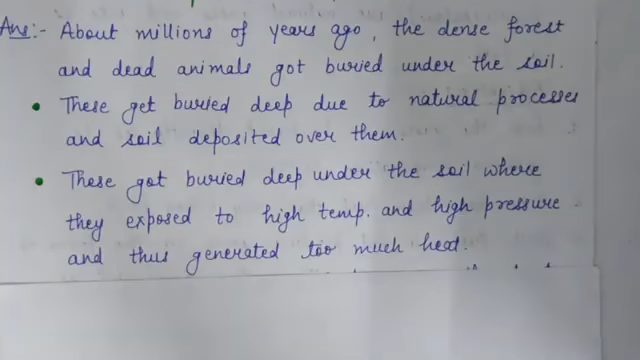 Ans:- About millions of years ago, the dense forest
and dead animals got buried under the soil.
• These get buried deep due to natural processes
and soil deposited over them.
• These got buried deep under the soil where
they exposed to high temp. and high pressure
and thus generated too much heat.